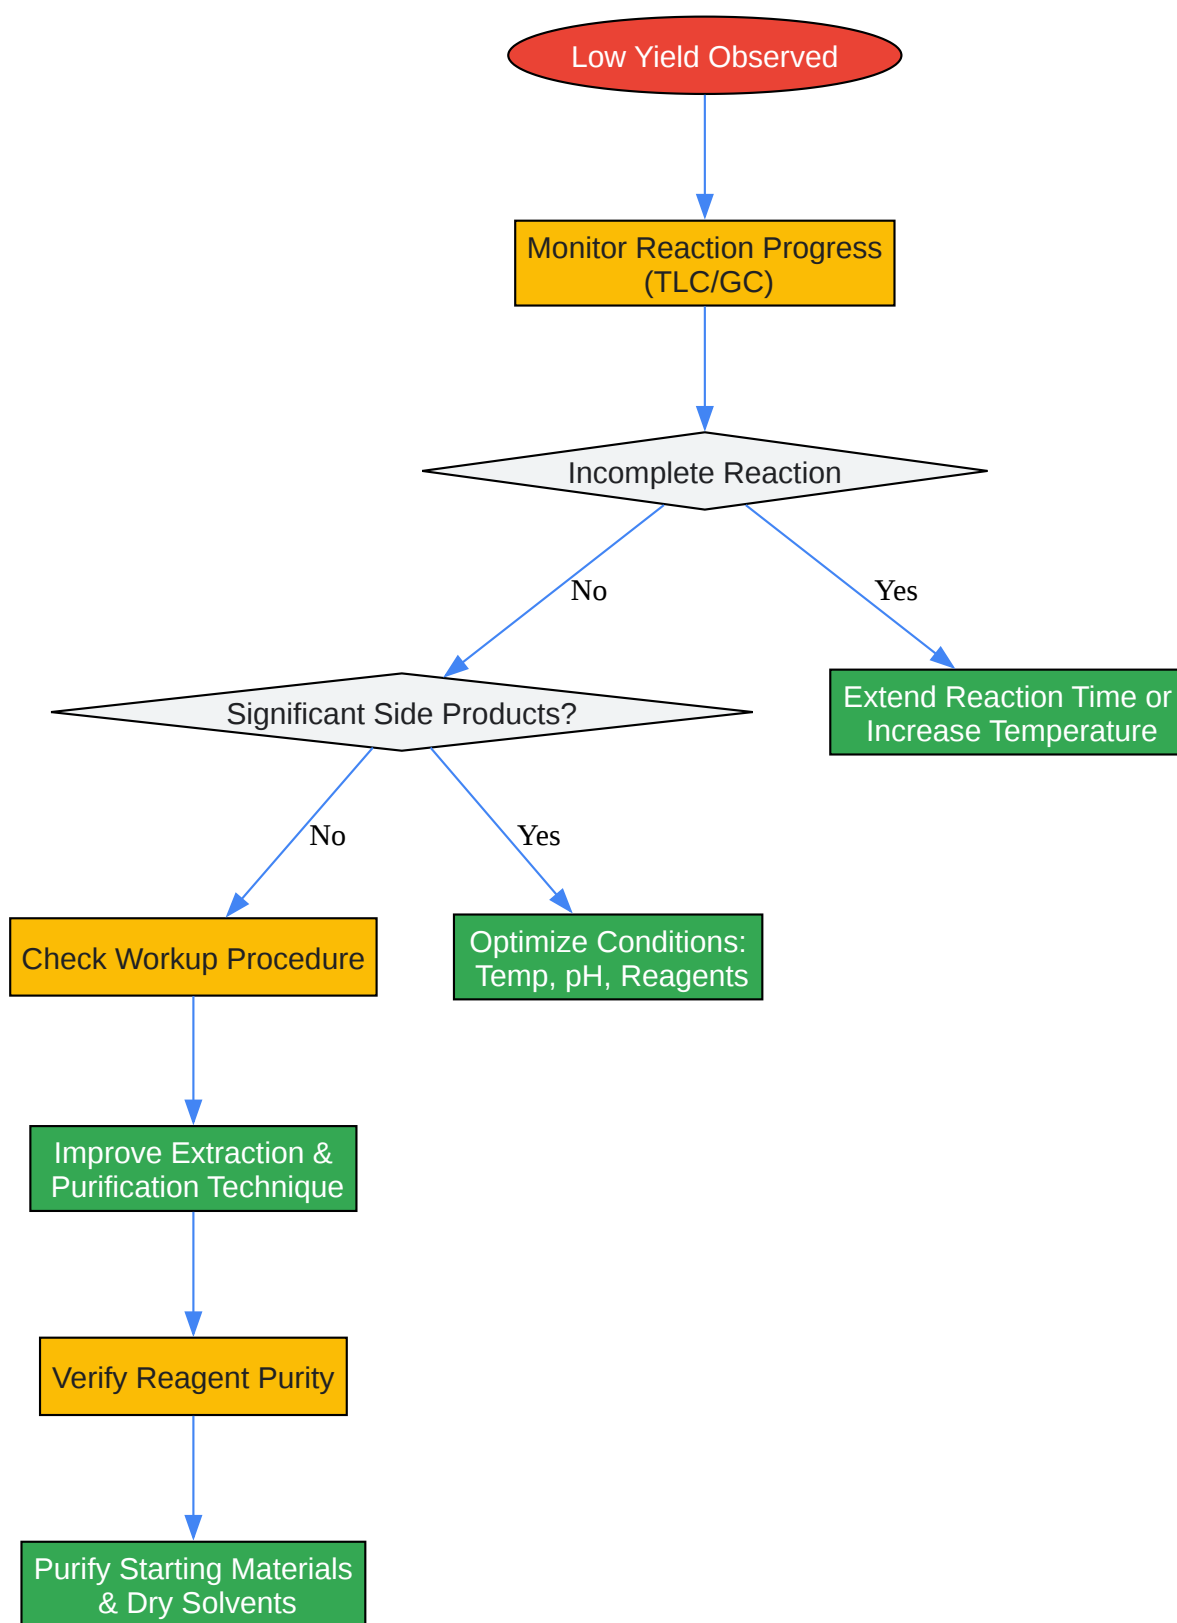 Low Yield Observed
Monitor Reaction Progress
(TLC/GC)
Incomplete Reaction
No
Yes
Significant Side Products?
Extend Reaction Time or
Increase Temperature
No
Yes
Check Workup Procedure
Optimize Conditions:
Temp, pH, Reagents
Improve Extraction &
Purification Technique
Verify Reagent Purity
Purify Starting Materials
& Dry Solvents